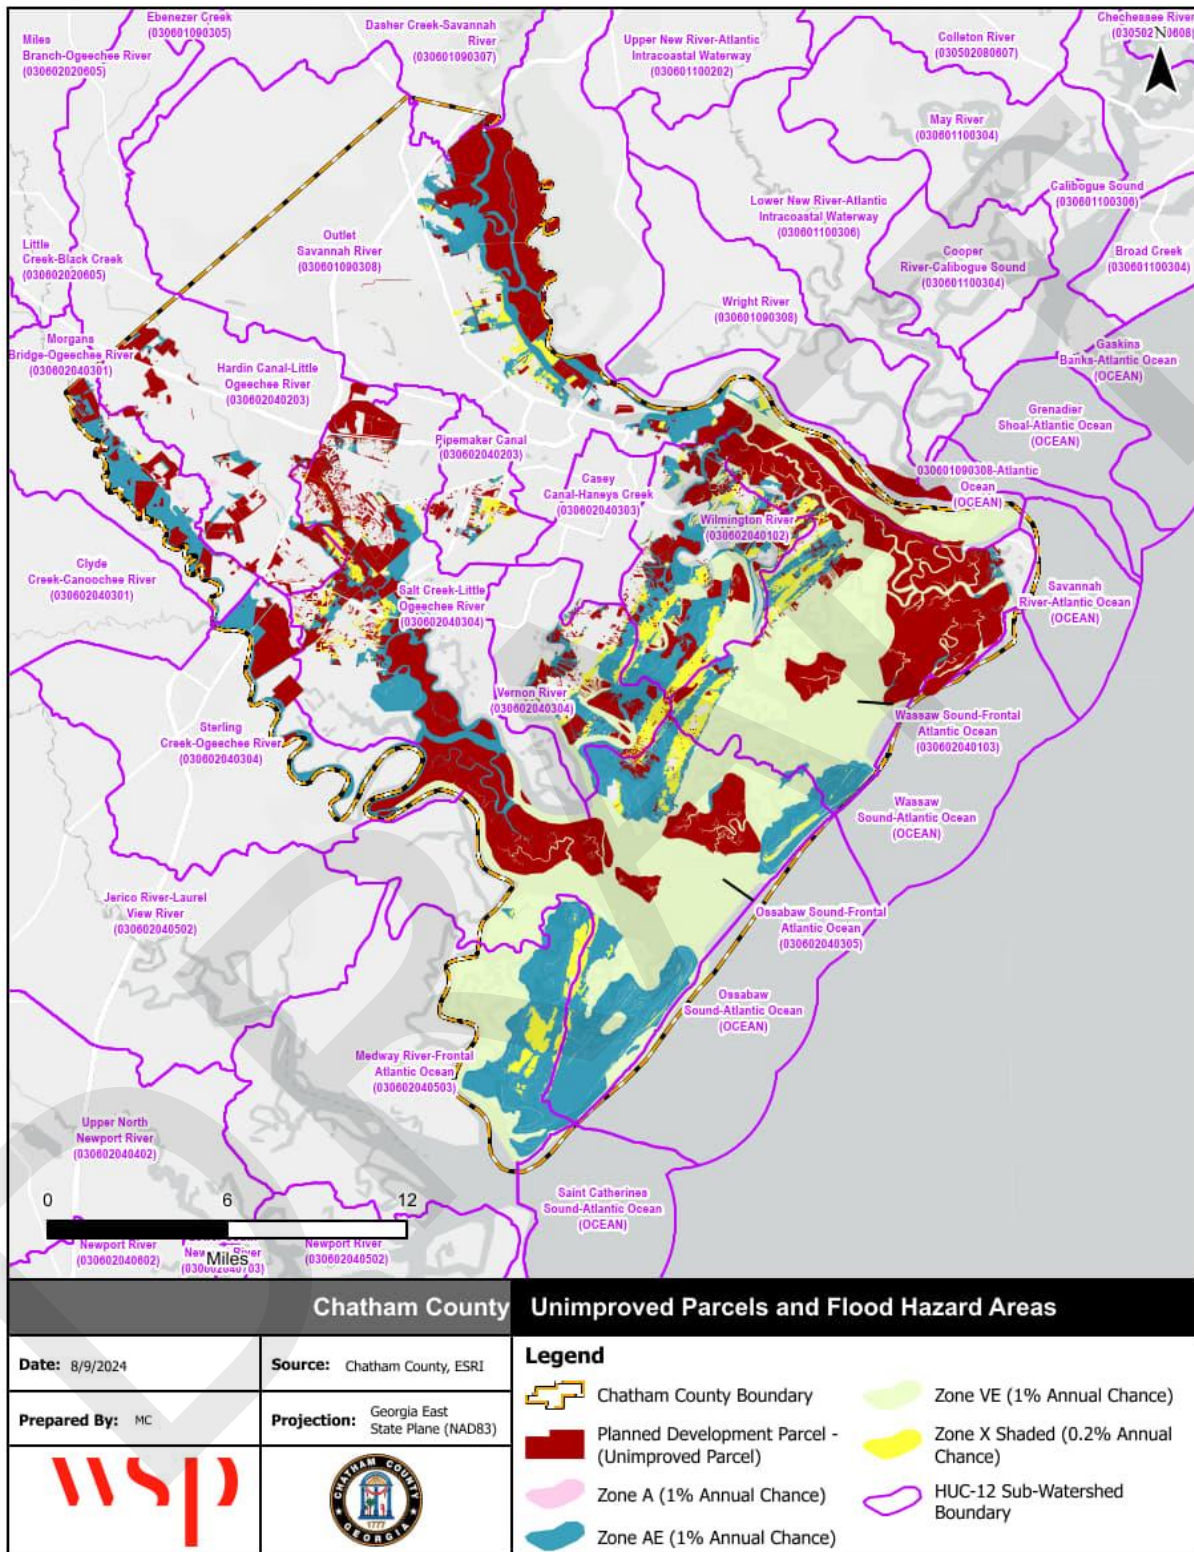 Ebenezer Creek
(030601090305)
Dasher Creek-Savannah
River
(030601090307)
Miles
Branch-Ogeechee River
(030602020605)
Upper New River-Atlantic
Intracoastal Waterway
(030601100202)
Colleton River
(030502080607)
Chechessee River
N
May River
(030601100304)
Calibogue Sound
(030601100306)
Little
Creek-Black Creek
(030602020605)
Outlet
Savannah River
(030601090308)
Lower New River-Atlantic
Intracoastal Waterway
(030601100306)
Cooper
River-Calibogue Sound
(030601100304)
Broad Creek
(030601100304)
Wright River
(030601090308)
Morgans
Bridge-Ogeechee River
(030602040301)
Hardin Canal-Little
Ogeechee River
(030602040203)
Gaskins
Banks-Atlantic Ocean
(OCEAN)
Grenadier
Shoal-Atlantic Ocean
(OCEAN)
Pipemaker Canal
(030602040203)
Casey
Canal-Haneys Creek
(030602040303)
030601090308-Atlantic
Ocean
(OCEAN)
Wilmington River
(030602040102)
Clyde
Creek-Canoochee River
(030602040301)
Salt Creek-Little
Ogeechee River
(030602040304)
Savannah
River-Atlantic Ocean
(OCEAN)
Vernon River
(030602040304)
Sterling
Creek-Ogeechee River
(030602040304)
Wassaw Sound-Frontal
Atlantic Ocean
(030602040103)
Wassaw
Sound-Atlantic Ocean
(OCEAN)
Jerico River-Laurel
View River
(030602040502)
Ossabaw Sound-Frontal
Atlantic Ocean
(030602040305)
Ossabaw
Sound-Atlantic Ocean
(OCEAN)
Medway River-Frontal
Atlantic Ocean
(030602040503)
Upper North
Newport River
(030602040402)
Saint Catherines
Sound-Atlantic Ocean
(OCEAN)
0 6 12
Miles
Newport River
(030602040602)
Newport River
(030602040502)
DRAFT
Chatham County
Unimproved Parcels and Flood Hazard Areas
Date: 8/9/2024
Source: Chatham County, ESRI
Prepared By: MC
Projection: Georgia East
State Plane (NAD83)
wsp
CHATHAM COUNTY
1777
GEORGIA
Legend
Chatham County Boundary
Planned Development Parcel -
(Unimproved Parcel)
Zone A (1% Annual Chance)
Zone AE (1% Annual Chance)
Zone VE (1% Annual Chance)
Zone X Shaded (0.2% Annual
Chance)
HUC-12 Sub-Watershed
Boundary